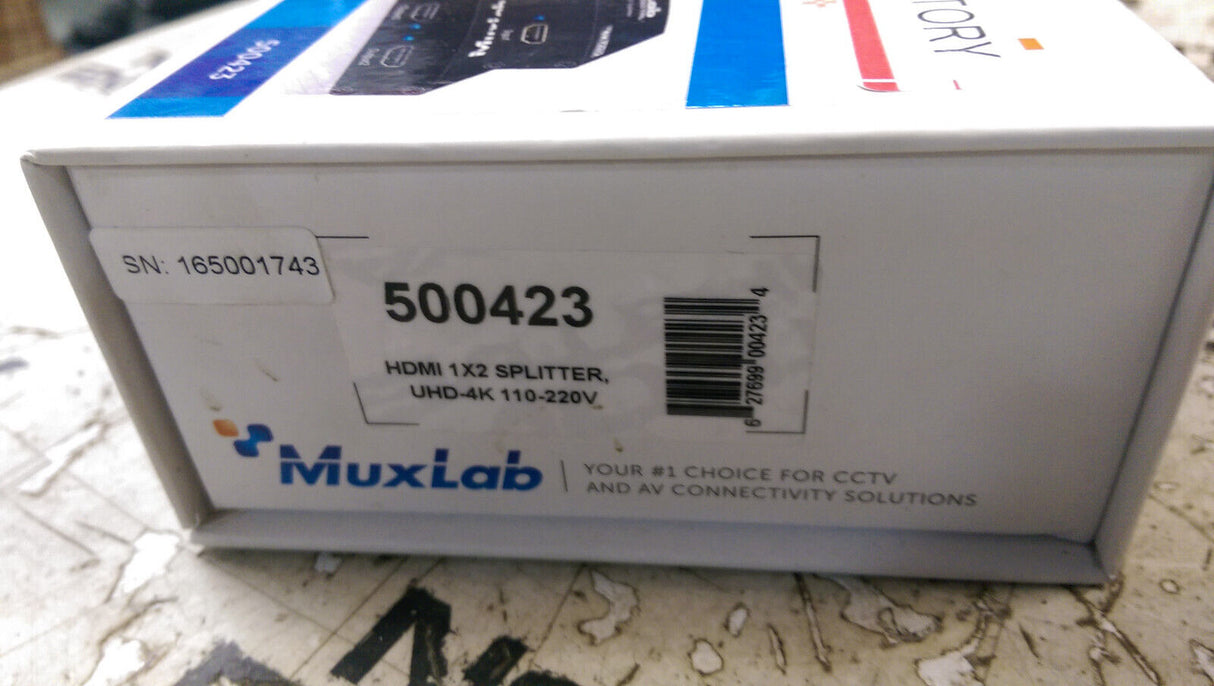 TORY
500423
MuxLab
SN: 165001743
500423
HDMI 1X2 SPLITTER,
UHD-4K 110-220V
6 27699 00423 4
MuxLab
YOUR #1 CHOICE FOR CCTV
AND AV CONNECTIVITY SOLUTIONS